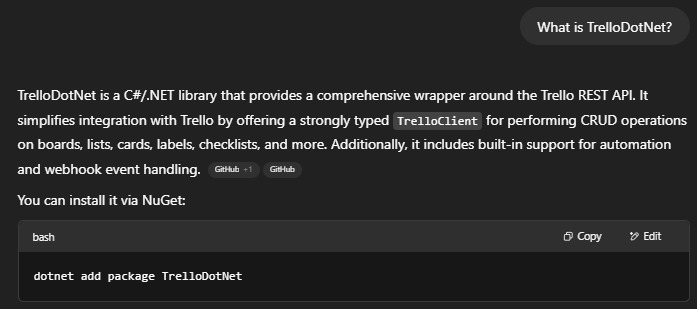 What is TrelloDotNet?
TrelloDotNet is a C#/.NET library that provides a comprehensive wrapper around the Trello REST API. It
simplifies integration with Trello by offering a strongly typed TrelloClient for performing CRUD operations
on boards, lists, cards, labels, checklists, and more. Additionally, it includes built-in support for automation
and webhook event handling. GitHub +1 GitHub
You can install it via NuGet:
bash Copy Edit
dotnet add package TrelloDotNet